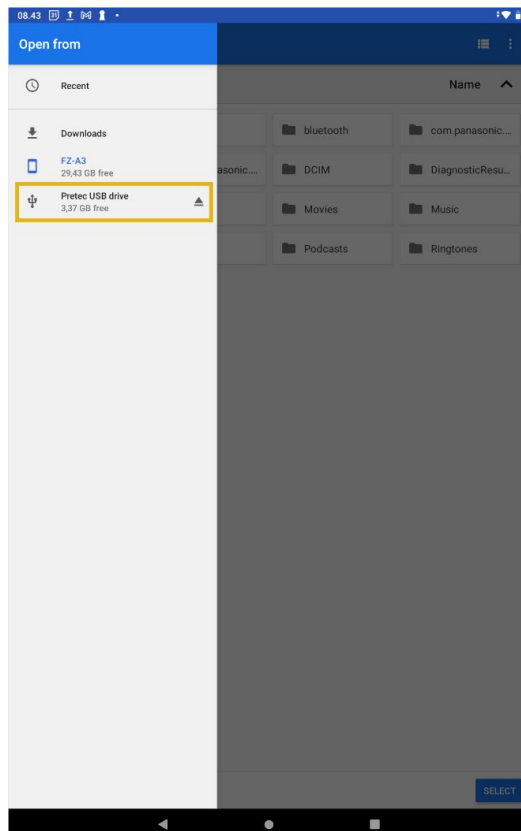 08.43
Open from
Recent
Name
Downloads
bluetooth
com.panasonic....
FZ-A3
29,43 GB free
asonic....
DCIM
DiagnosticResu...
Pretec USB drive
3,37 GB free
Movies
Music
Podcasts
Ringtones
SELECT